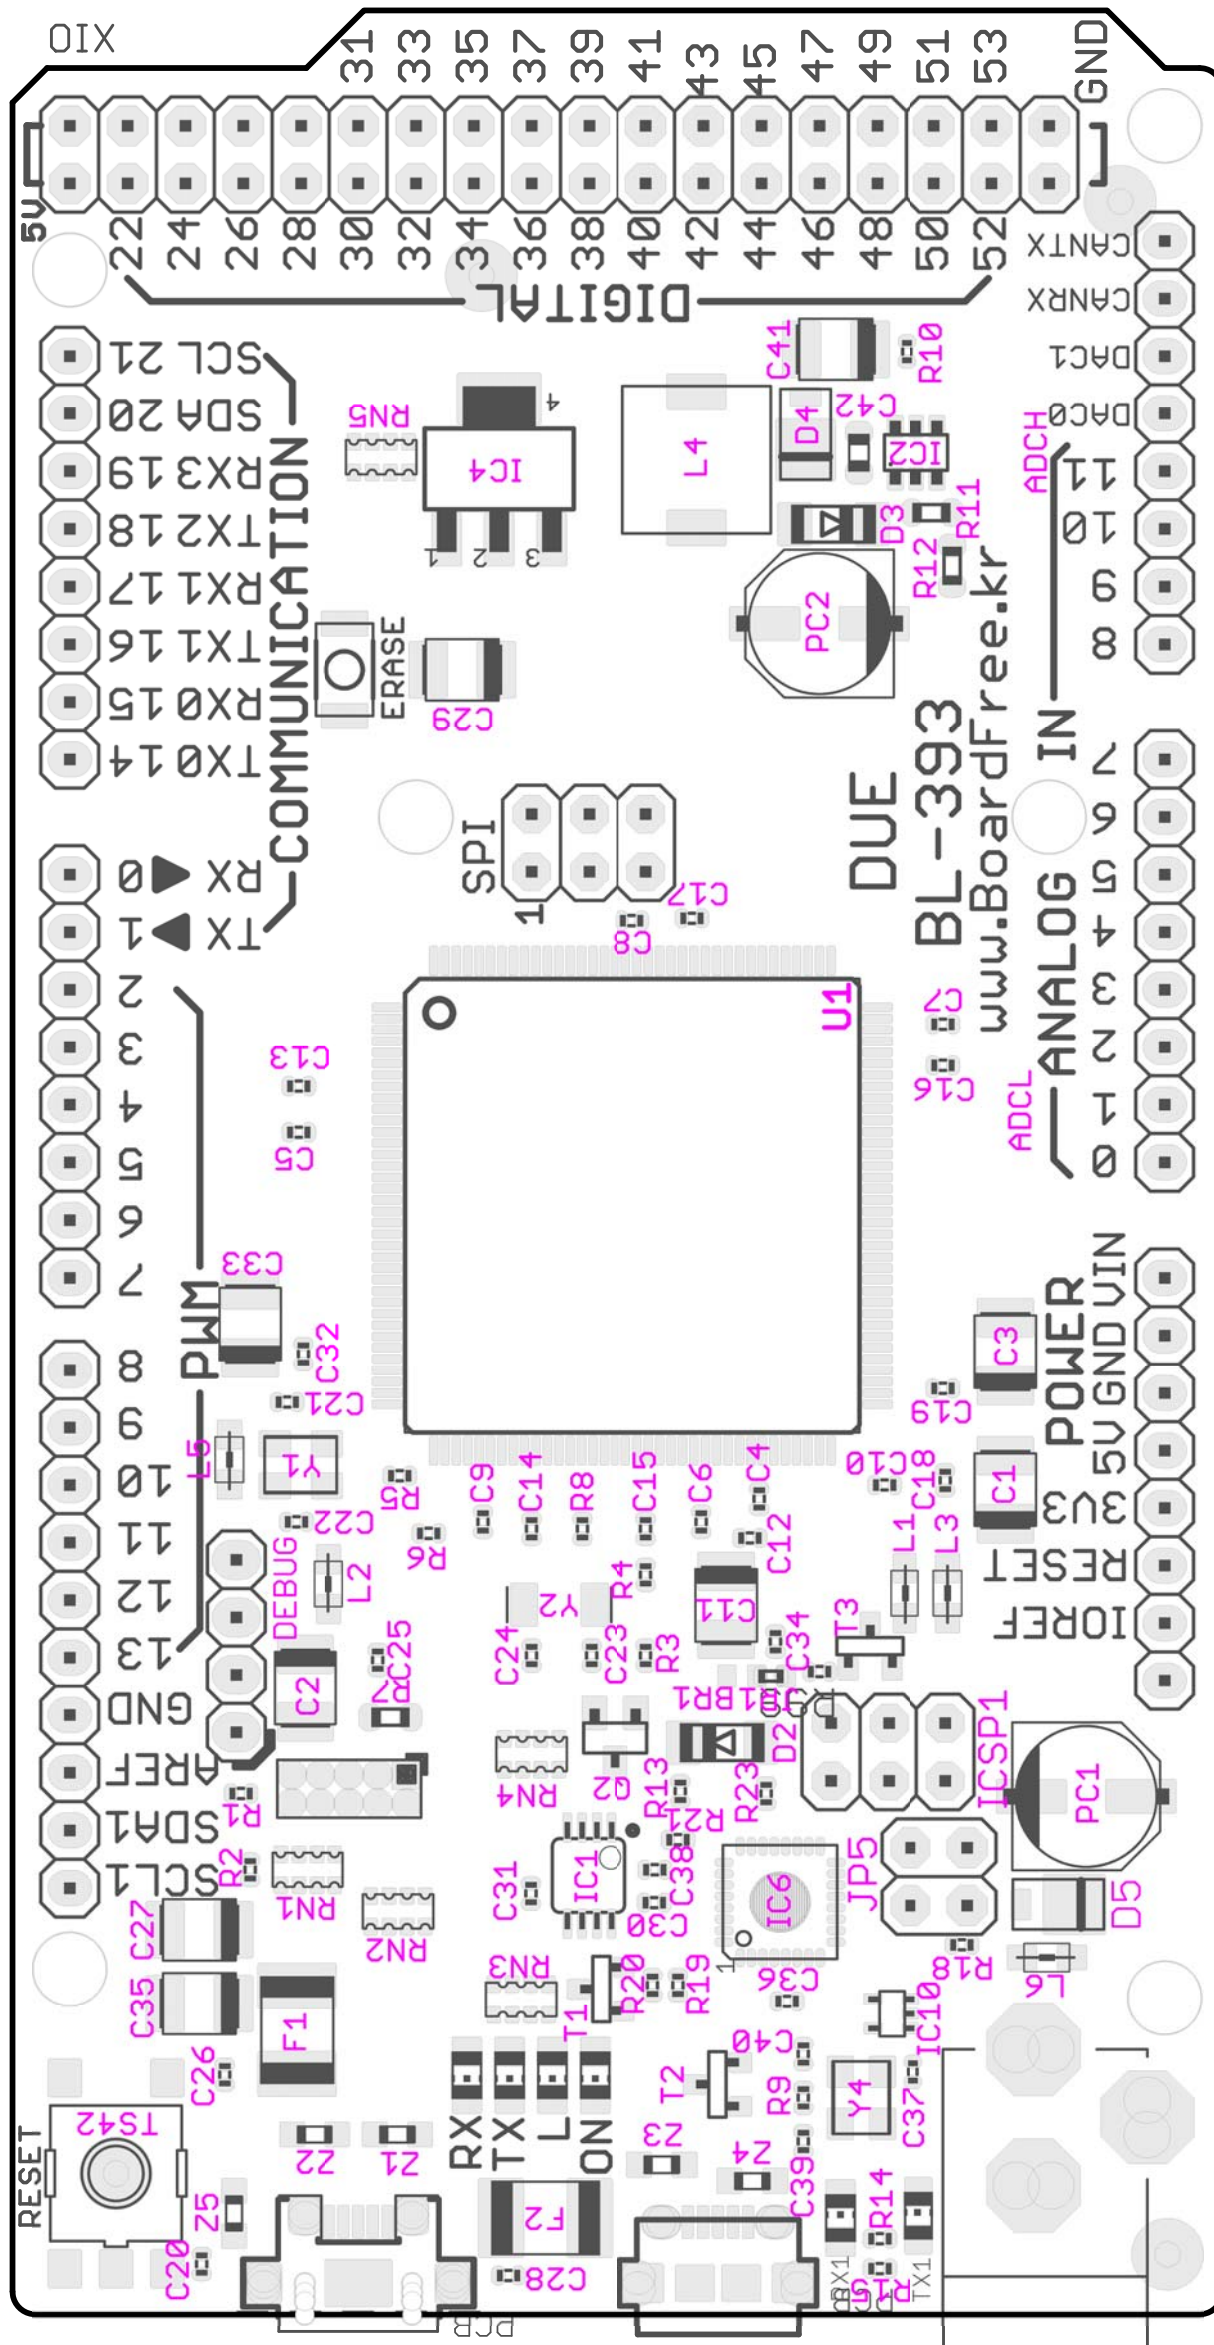 XIO
31 33 35 37 39 41 43 45 47 49 51 53 GND
5V 22 24 26 28 30 32 34 36 38 40 42 44 46 48 50 52
DIGITAL
CANTX
CANRX
DAC1
DAC0
ADCH
11
10
9
8
SCL 21
SDA 20
RX3 19
TX2 18
RX1 17
TX1 16
RX0 15
TX0 14
COMMUNICATION
RX 0
TX 1
RN5
IC4
4
1 2 3
L4
C41
R10
D4
C42
IC2
D3
R11
R12
PC2
ERASE
C29
SPI
1
C17
C8
DUE
BL-393
www.BoardFree.kr
ANALOG IN
7
6
5
4
3
2
1
0
ADCL
U1
C7
C16
C13
C5
2
3
4
5
6
7
PWM
8
9
10
11
12
13
GND
AREF
SDA1
SCL1
C33
C32
C21
L5
Y1
C22
DEBUG
L2
R5
R6
C9
C14
R8
C15
C6
C4
C12
C10
C18
C19
C3
C1
POWER
VIN
GND
5V
3V3
RESET
IOREF
L1
L3
R4
Y2
C11
C24
C23
R3
C34
T3
C2
C25
R7
R1
R2
RN1
RN2
RN4
Q2
R13
BR1
D2
R23
R21
ICSP1
PC1
JP5
D5
IC1
C31
C38
C30
IC6
1
RN3
T1
R20
R19
C36
R18
L6
IC10
C27
C35
F1
C26
TS42
RESET
Z5
C20
Z2
Z1
RX
TX
L
ON
T2
C40
R9
Y4
C37
C39
Z3
Z4
F2
C28
R14
R15
RX1
TX1
PCB